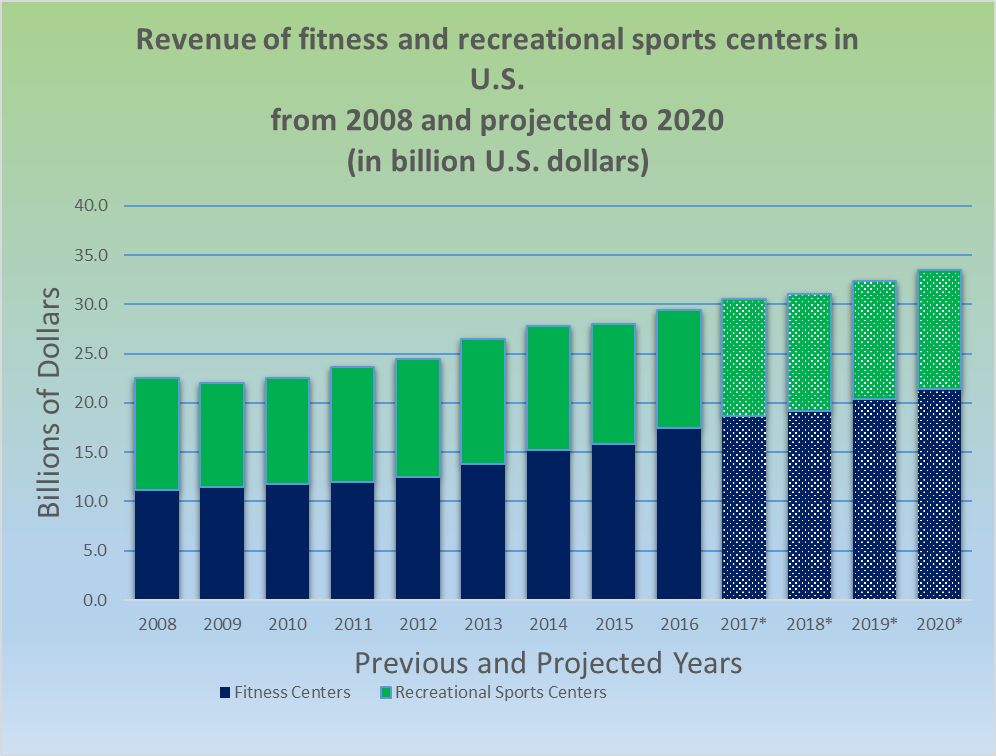 Revenue of fitness and recreational sports centers in
U.S.
from 2008 and projected to 2020
(in billion U.S. dollars)
40.0
35.0
30.0
25.0
20.0
15.0
10.0
5.0
0.0
Billions of Dollars
2008 2009 2010 2011 2012 2013 2014 2015 2016 2017* 2018* 2019* 2020*
Previous and Projected Years
Fitness Centers Recreational Sports Centers